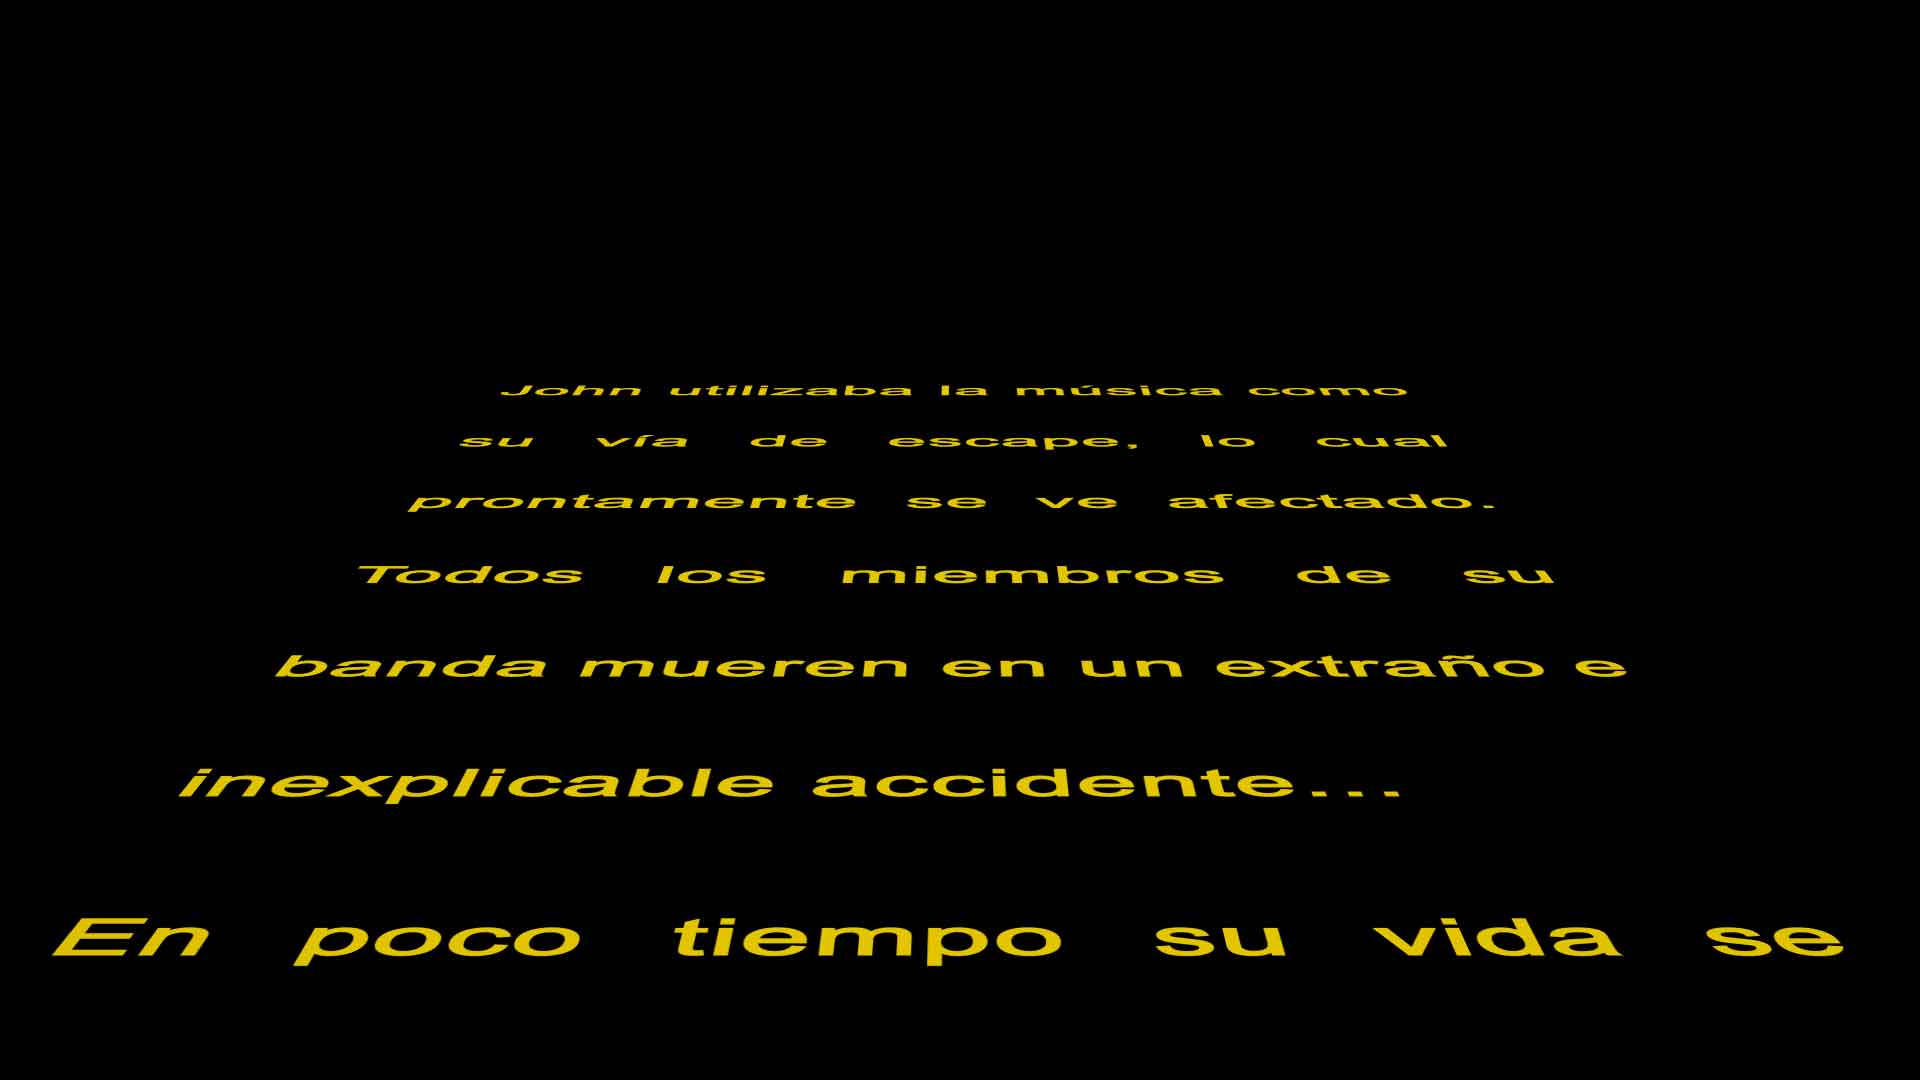 John utilizaba la música como
su vía de escape, lo cual
prontamente se ve afectado.
Todos los miembros de su
banda mueren en un extraño e
inexplicable accidente...
En poco tiempo su vida se